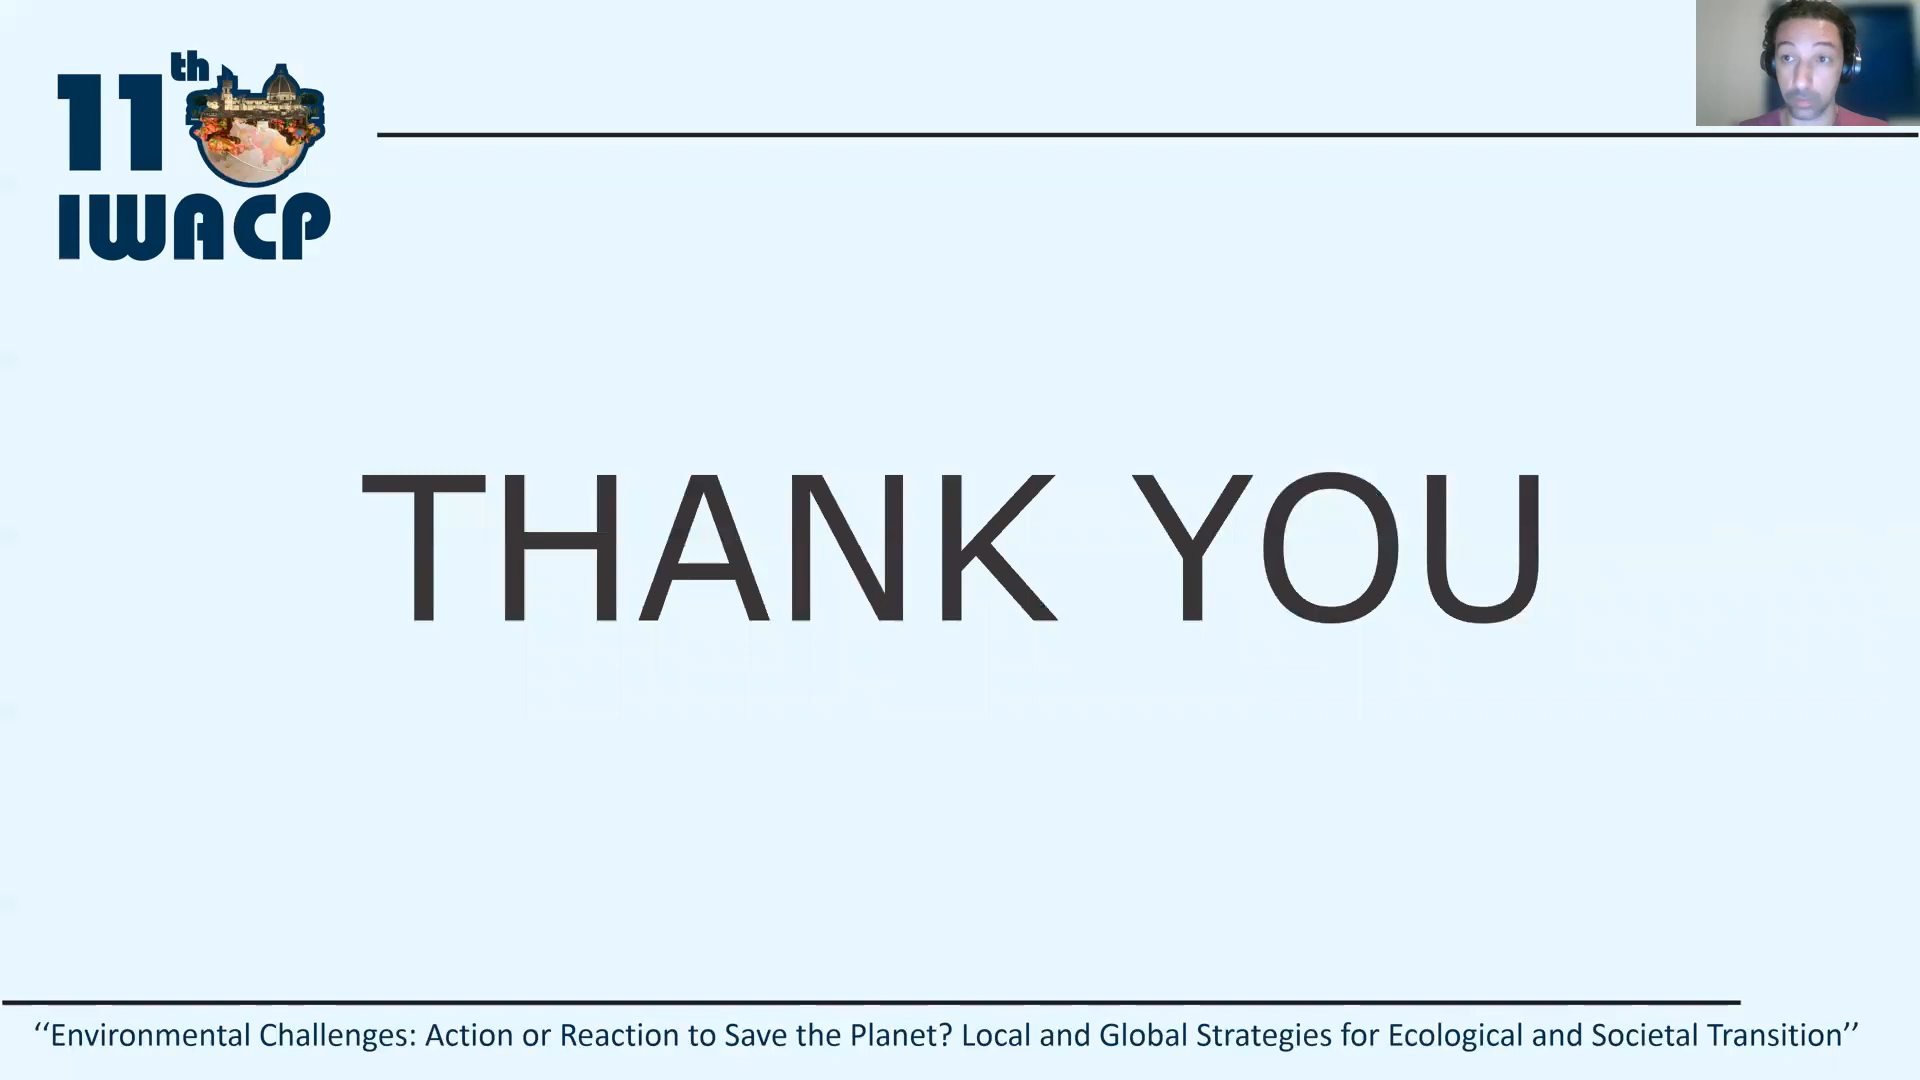 11th
IWACP
THANK YOU
‘‘Environmental Challenges: Action or Reaction to Save the Planet? Local and Global Strategies for Ecological and Societal Transition’’